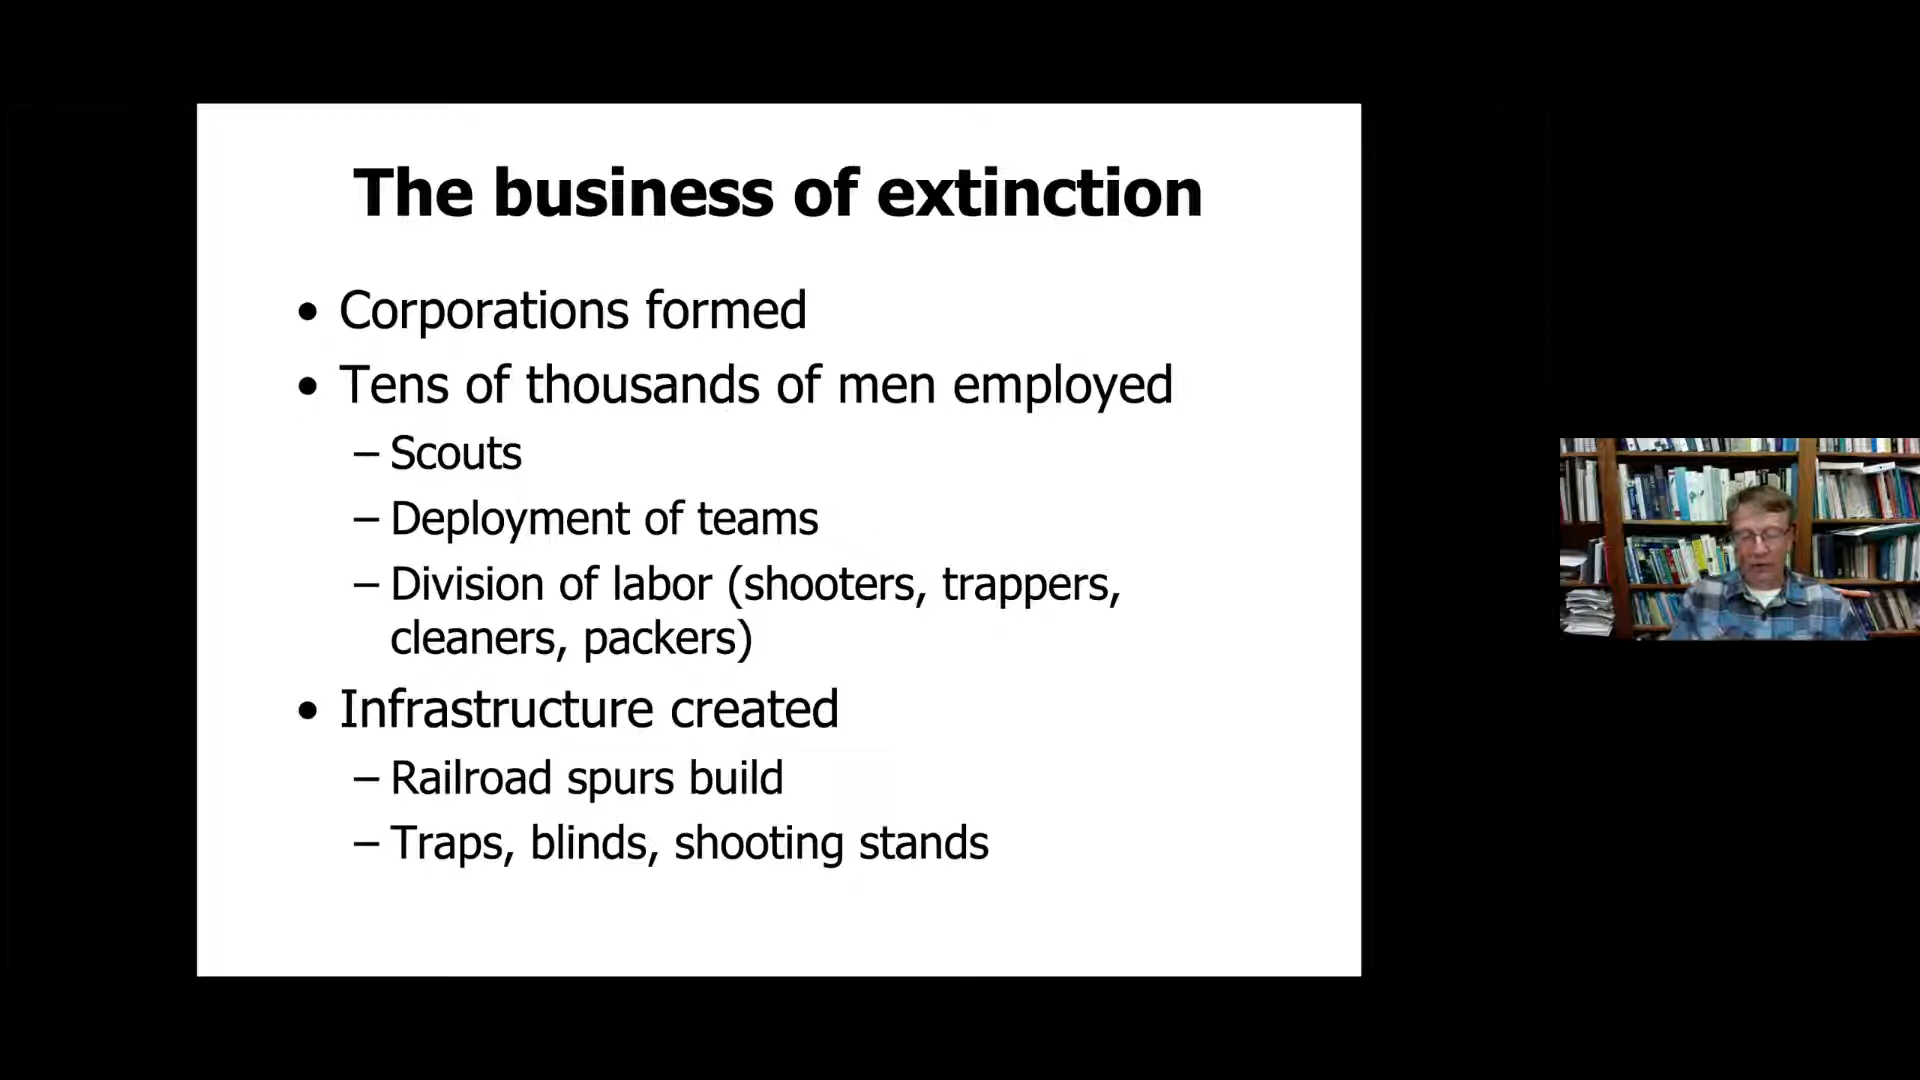 The business of extinction
• Corporations formed
• Tens of thousands of men employed
– Scouts
– Deployment of teams
– Division of labor (shooters, trappers,
cleaners, packers)
• Infrastructure created
– Railroad spurs build
– Traps, blinds, shooting stands